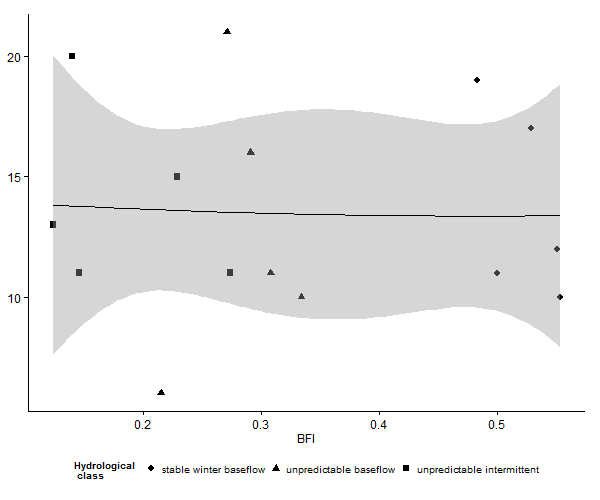 20
15
10
0.2 0.3 0.4 0.5
BFI
Hydrological
class
stable winter baseflow unpredictable baseflow unpredictable intermittent